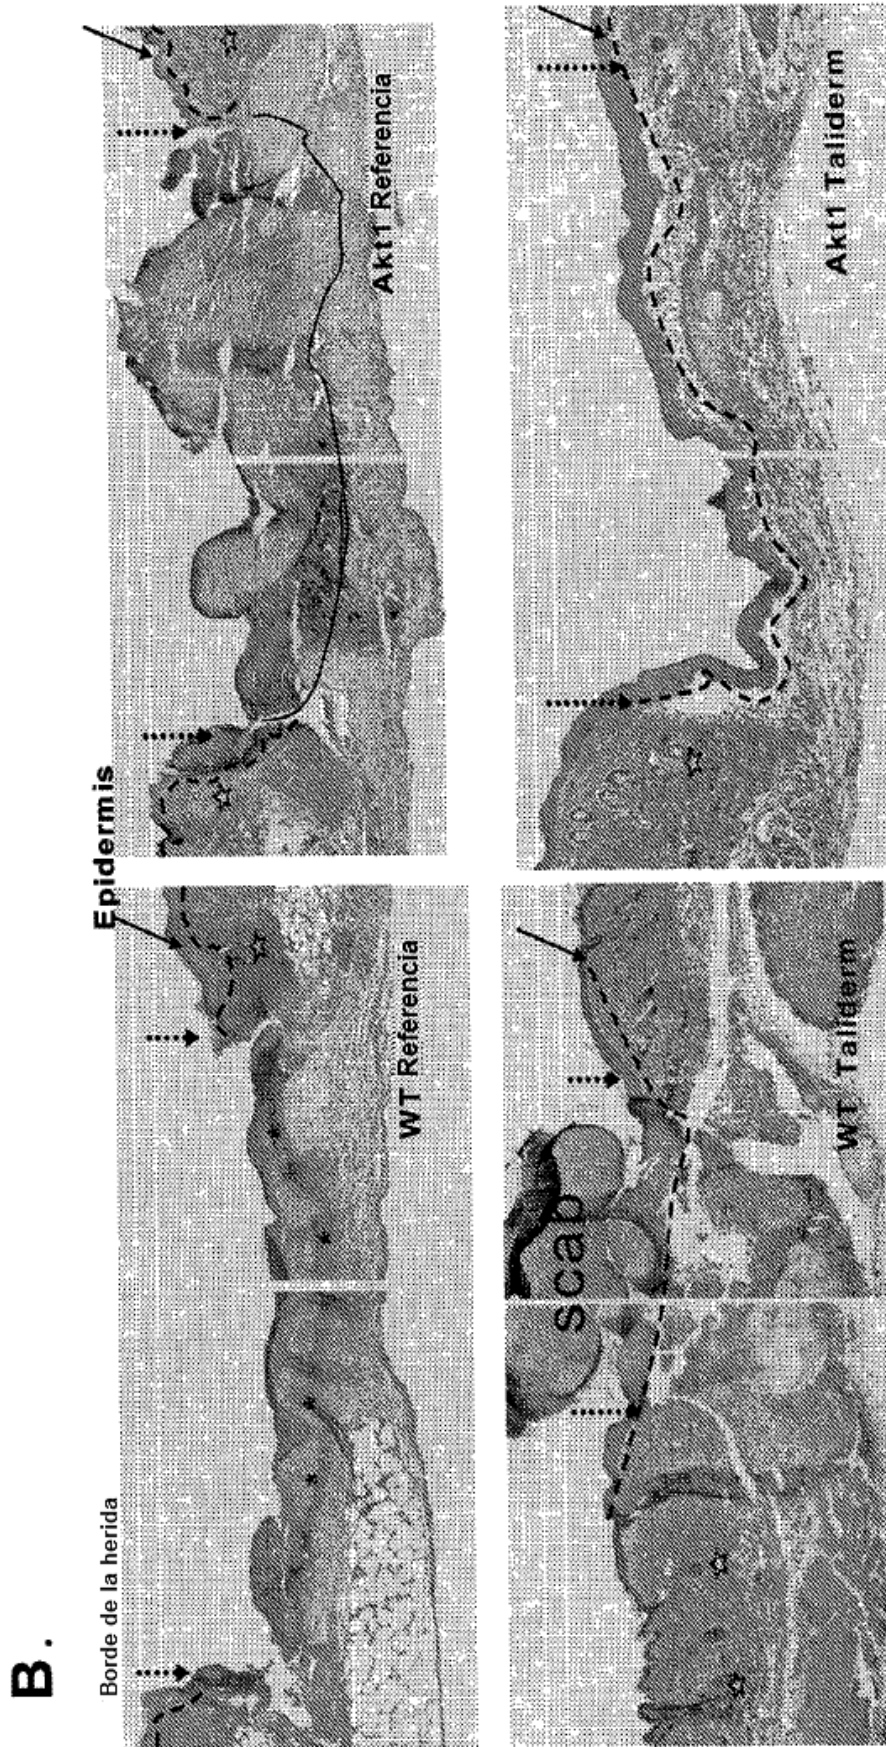 B.
Borde de la herida
Epidermis
WT Referencia
Akt1 Referencia
scab
WT Taliderm
Akt1 Taliderm